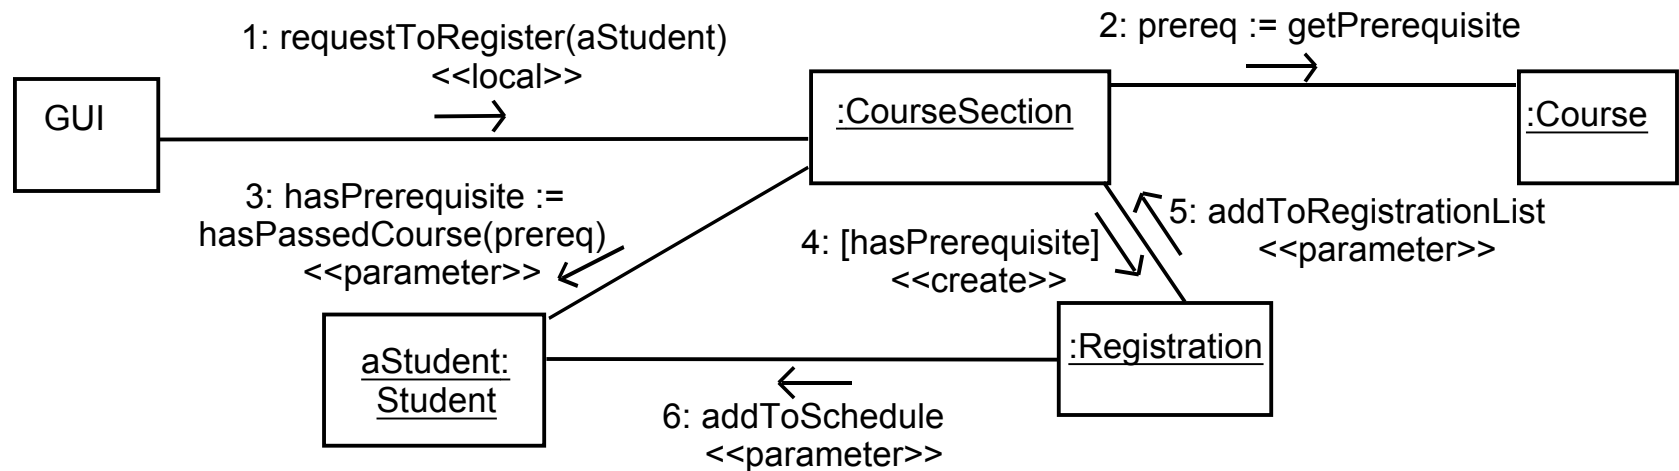 1: requestToRegister(aStudent)
<<local>>
2: prereq := getPrerequisite
GUI
:CourseSection
:Course
3: hasPrerequisite :=
hasPassedCourse(prereq)
<<parameter>>
4: [hasPrerequisite]
<<create>>
5: addToRegistrationList
<<parameter>>
aStudent:
Student
:Registration
6: addToSchedule
<<parameter>>